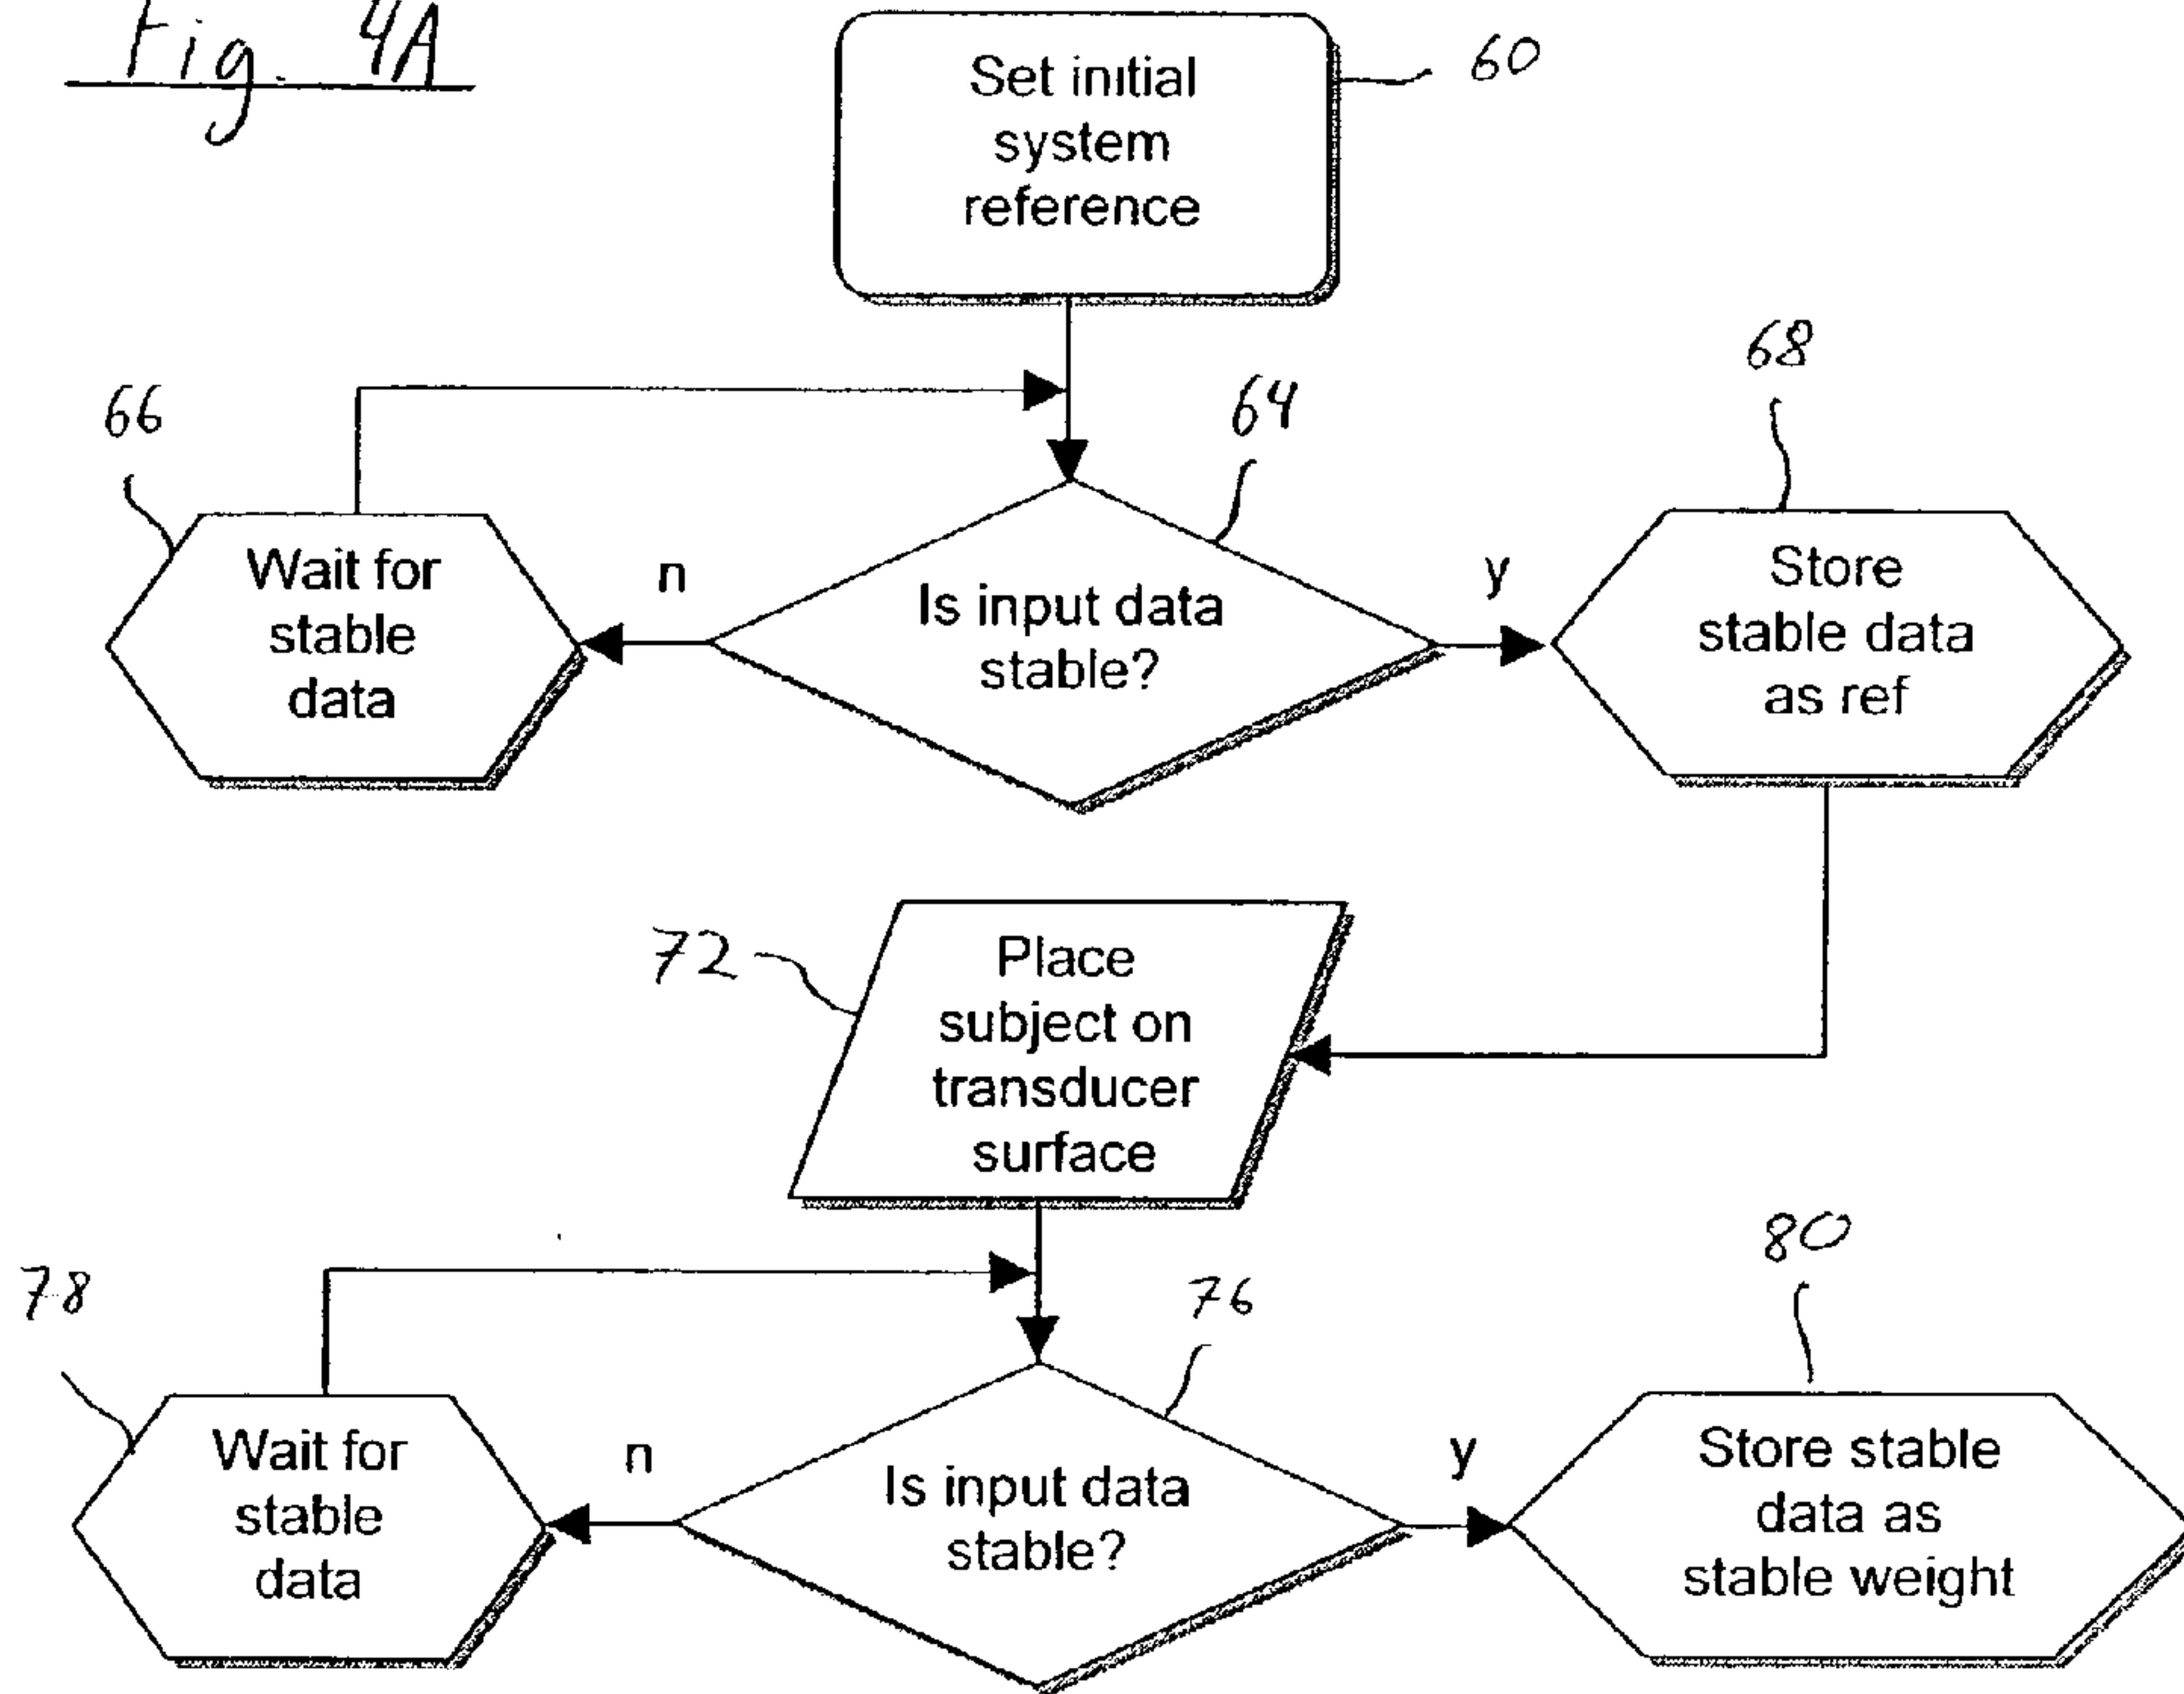 Fig. 4A
Set initial
system
reference
60
66
64
68
Wait for
stable
data
n
Is input data
stable?
y
Store
stable data
as ref
72
Place
subject on
transducer
surface
78
76
80
Wait for
stable
data
n
Is input data
stable?
y
Store stable
data as
stable weight